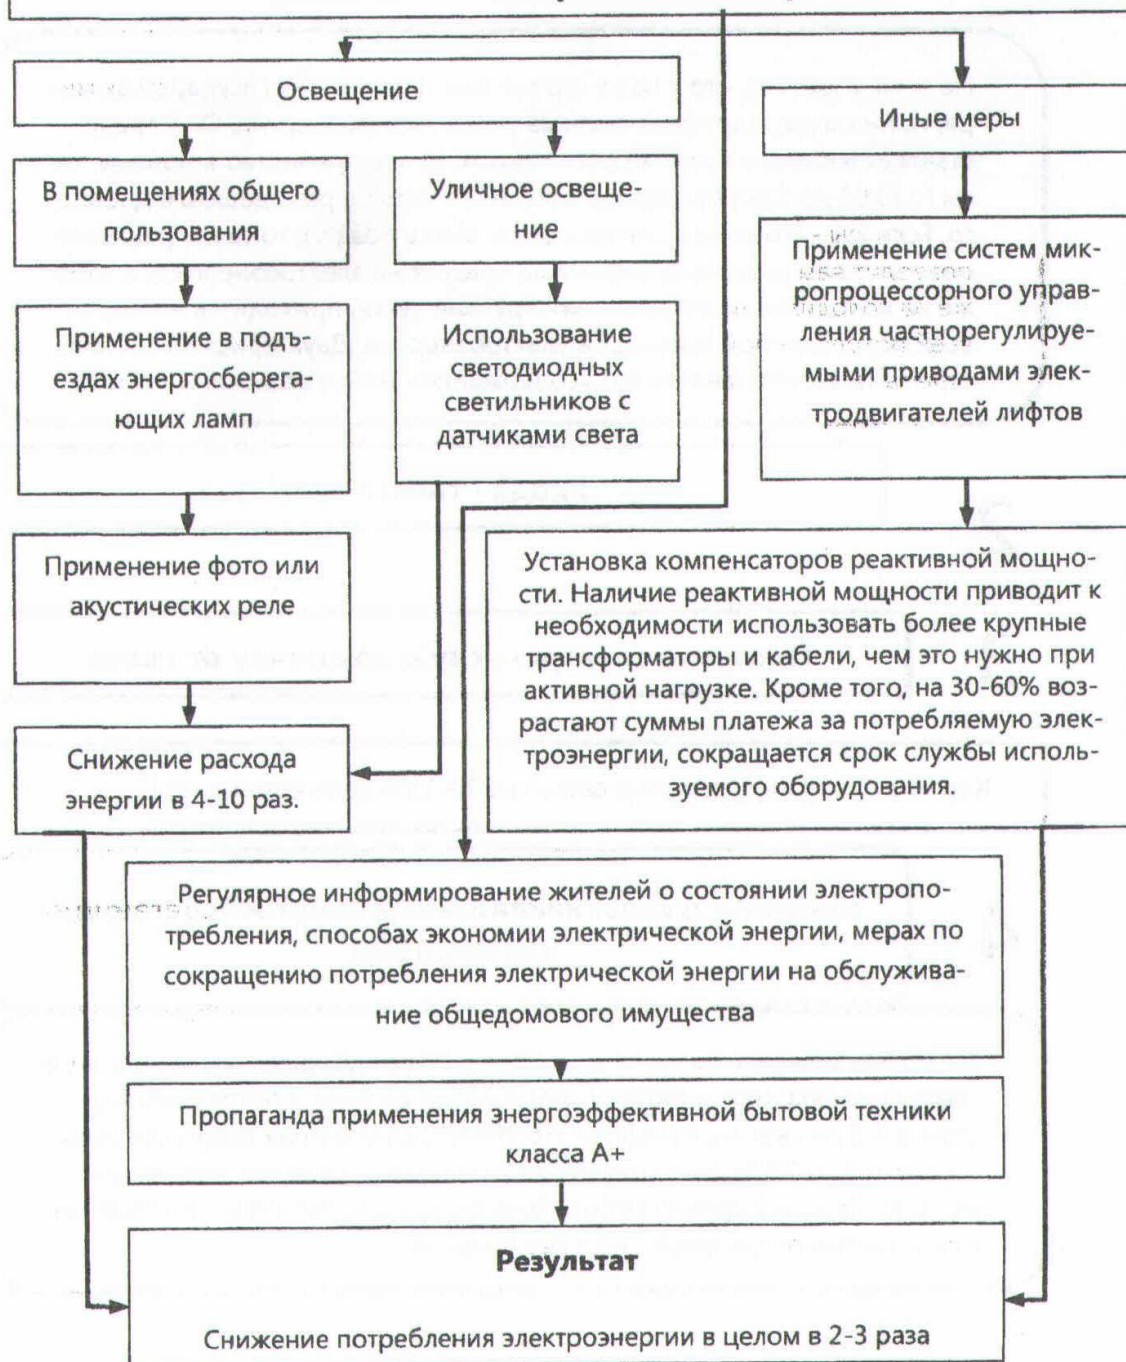 Освещение
Иные меры
В помещениях общего
пользования
Уличное освеще-
ние
Применение систем мик-
ропроцессорного управ-
ления частнорегулируе-
мыми приводами элек-
тродвигателей лифтов
Применение в подъ-
ездах энергосберега-
ющих ламп
Использование
светодиодных
светильников с
датчиками света
Применение фото или
акустических реле
Установка компенсаторов реактивной мощно-
сти. Наличие реактивной мощности приводит к
необходимости использовать более крупные
трансформаторы и кабели, чем это нужно при
активной нагрузке. Кроме того, на 30-60% воз-
растают суммы платежа за потребляемую элек-
троэнергии, сокращается срок службы исполь-
зуемого оборудования.
Снижение расхода
энергии в 4-10 раз.
Регулярное информирование жителей о состоянии электропо-
требления, способах экономии электрической энергии, мерах по
сокращению потребления электрической энергии на обслужива-
ние общедомового имущества
Пропаганда применения энергоэффективной бытовой техники
класса А+
Результат
Снижение потребления электроэнергии в целом в 2-3 раза